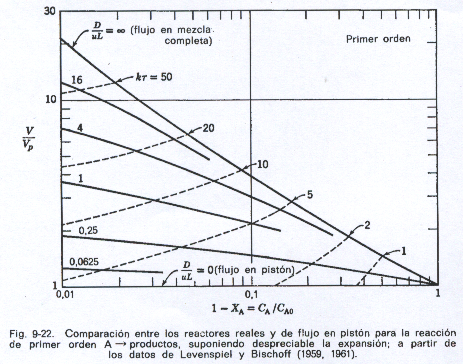 30
D/uL = ∞ (flujo en mezcla
completa)
Primer orden
16
kτ = 50
10
20
V/Vp
4
10
1
5
2
0,25
1
0,0625
D/uL = 0 (flujo en pistón)
1
0,01
0,1
1
1 − XA = CA/CA0
Fig. 9-22. Comparación entre los reactores reales y de flujo en pistón para la reacción
de primer orden A → productos, suponiendo despreciable la expansión; a partir de
los datos de Levenspiel y Bischoff (1959, 1961).